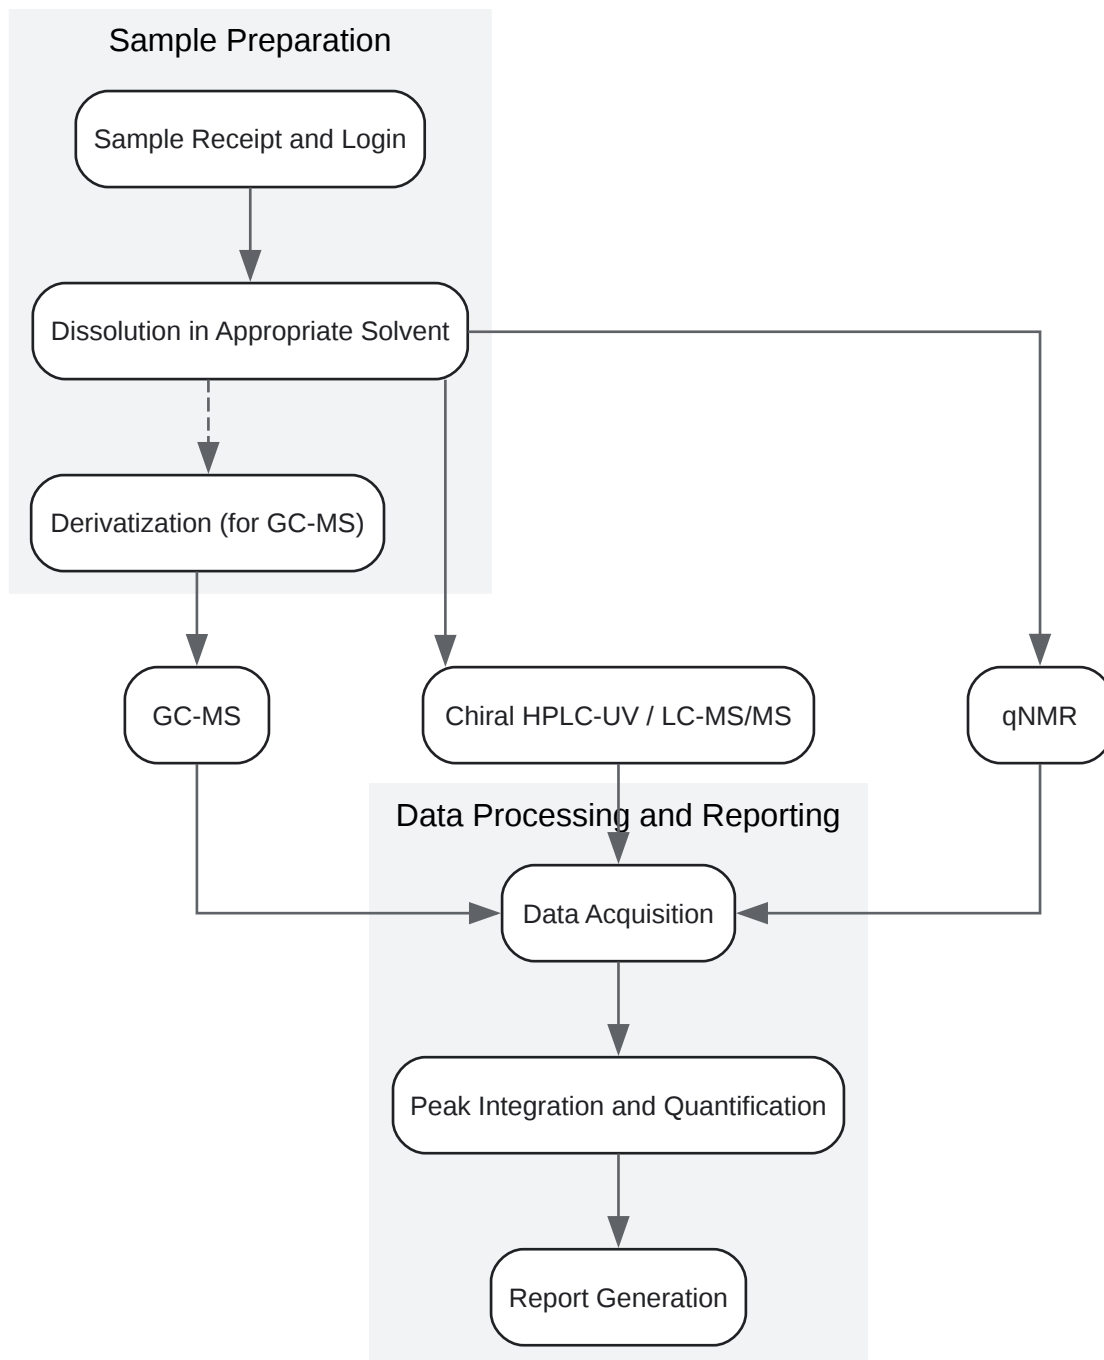 Sample Preparation
Sample Receipt and Login
Dissolution in Appropriate Solvent
Derivatization (for GC-MS)
GC-MS
Chiral HPLC-UV / LC-MS/MS
qNMR
Data Processing and Reporting
Data Acquisition
Peak Integration and Quantification
Report Generation